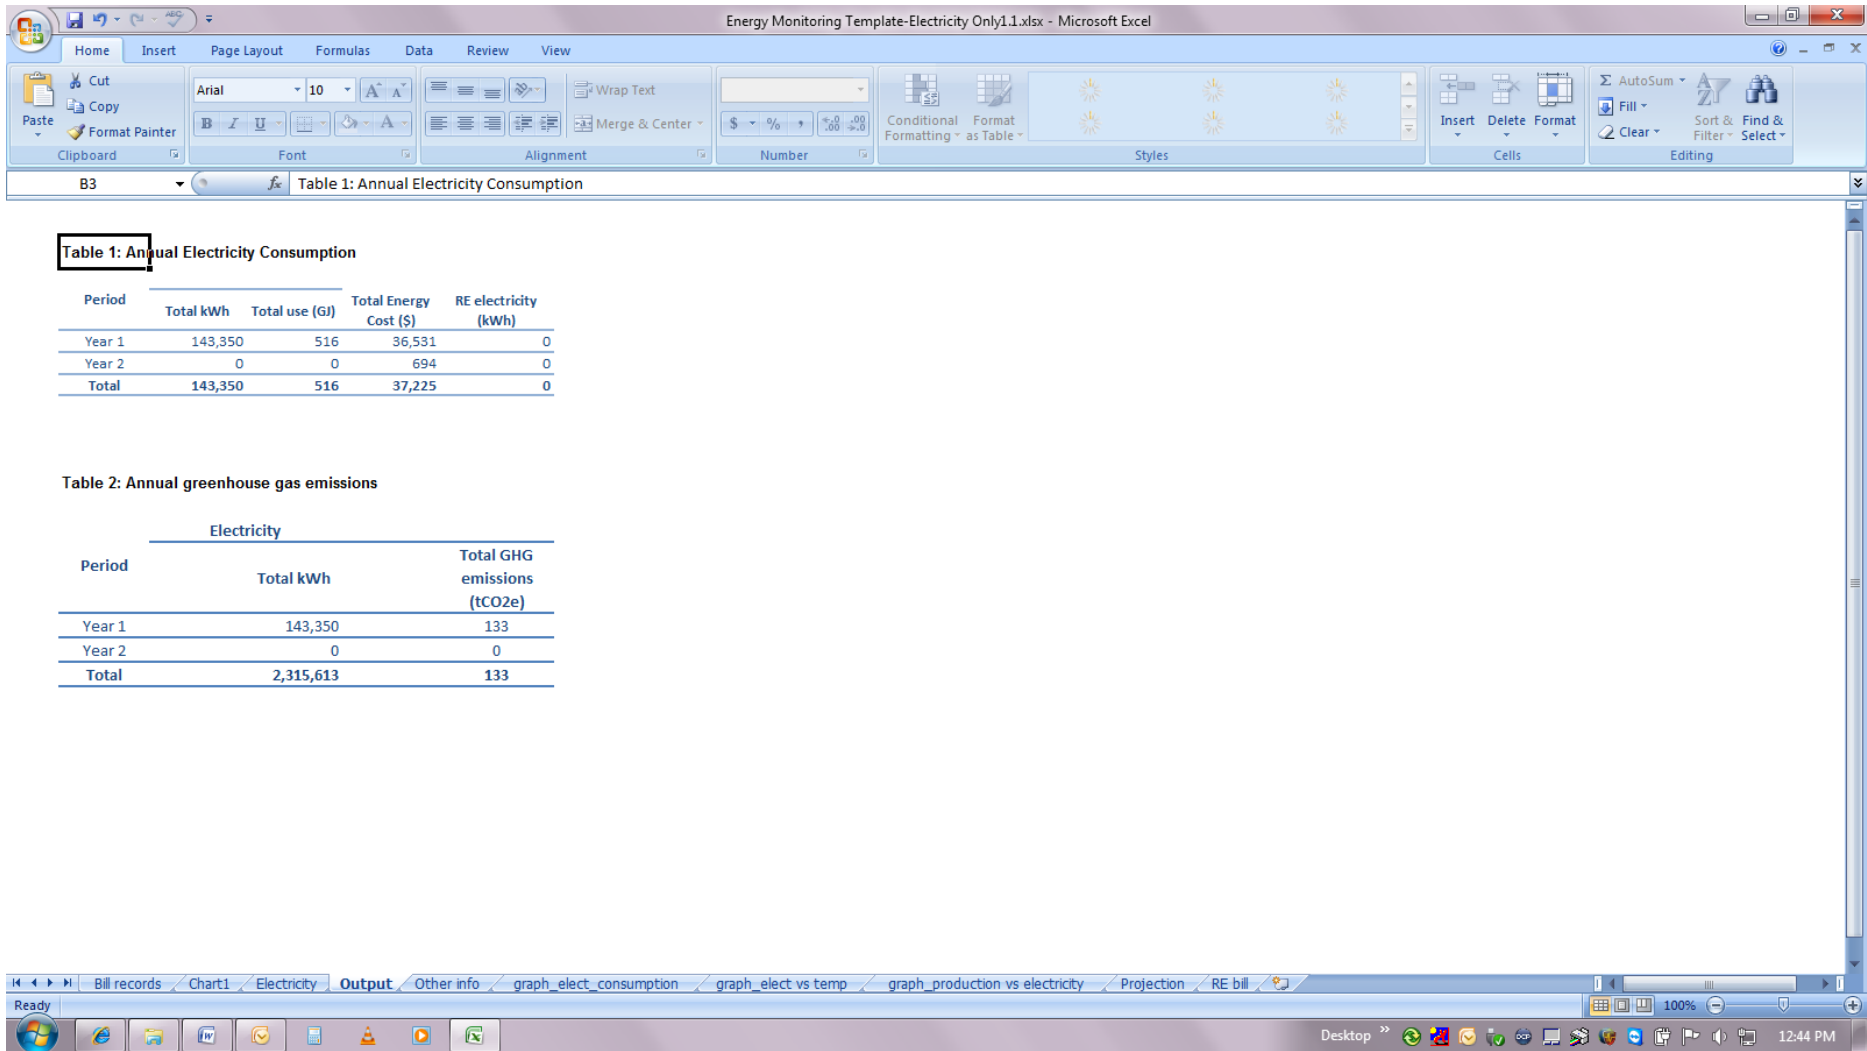 Energy Monitoring Template-Electricity Only1.1.xlsx - Microsoft Excel
Home Insert Page Layout Formulas Data Review View
Paste
Cut
Copy
Format Painter
Clipboard
Arial 10
B I U
Font
Wrap Text
Merge & Center
Alignment
$ % ,
Number
Conditional Formatting
Format as Table
Styles
Insert Delete Format
Cells
Σ AutoSum
Fill
Clear
Sort & Filter
Find & Select
Editing
B3 fx Table 1: Annual Electricity Consumption
Table 1: Annual Electricity Consumption
Period Total kWh Total use (GJ) Total Energy Cost ($) RE electricity (kWh)
Year 1 143,350 516 36,531 0
Year 2 0 0 694 0
Total 143,350 516 37,225 0
Table 2: Annual greenhouse gas emissions
Electricity
Period Total kWh Total GHG emissions (tCO2e)
Year 1 143,350 133
Year 2 0 0
Total 2,315,613 133
Bill records Chart1 Electricity Output Other info graph_elect_consumption graph_elect vs temp graph_production vs electricity Projection RE bill
Ready 100%
Desktop » 12:44 PM